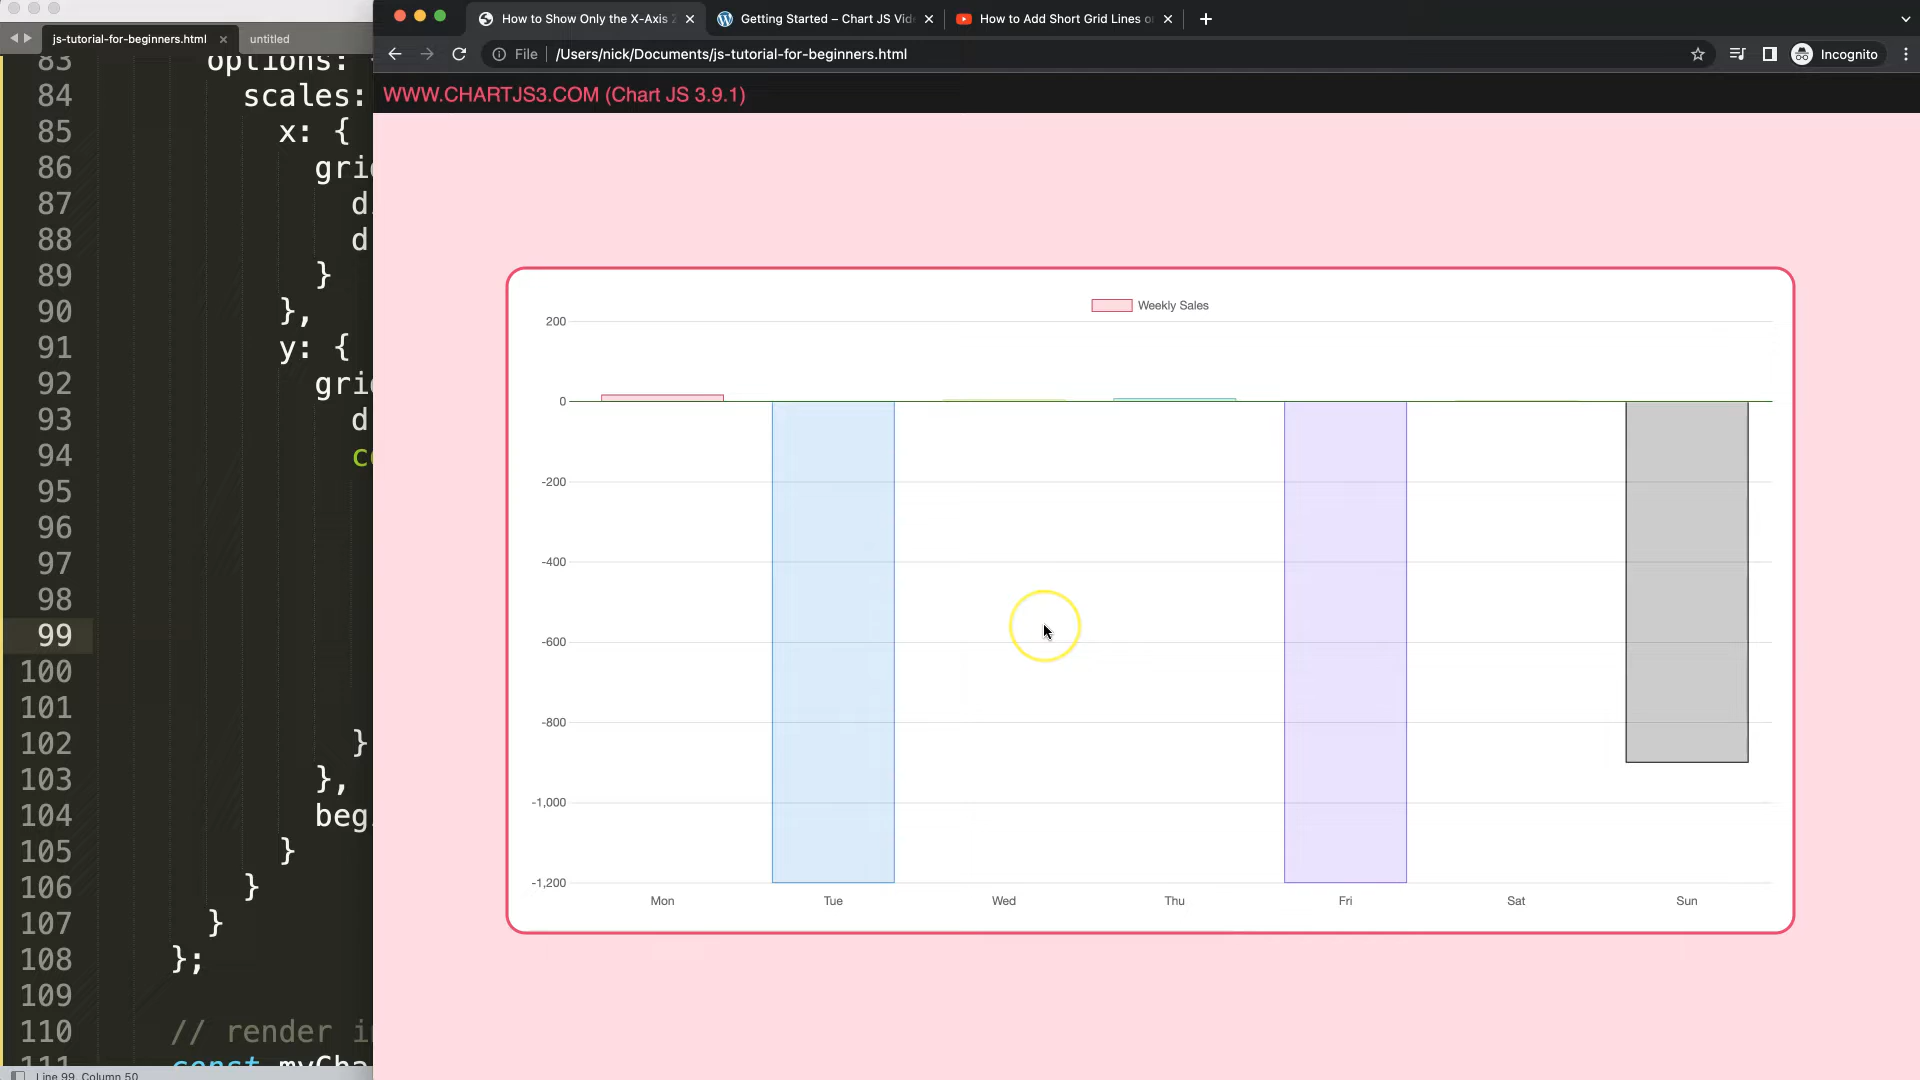 How to Show Only the X-Axis
Getting Started – Chart JS Vid
How to Add Short Grid Lines o
js-tutorial-for-beginners.html
untitled
File
/Users/nick/Documents/js-tutorial-for-beginners.html
Incognito
WWW.CHARTJS3.COM (Chart JS 3.9.1)
83 options:
84 scales:
85 x: {
86 gri
87 d
88 d
89 }
90 },
91 y: {
92 gri
93 d
94 c
95
96
97
98
99
100
101
102 }
103 },
104 beg
105 }
106 }
107 }
108 };
109
110 // render i
111 const myCha
Line 99, Column 50
Weekly Sales
200
0
-200
-400
-600
-800
-1,000
-1,200
Mon Tue Wed Thu Fri Sat Sun